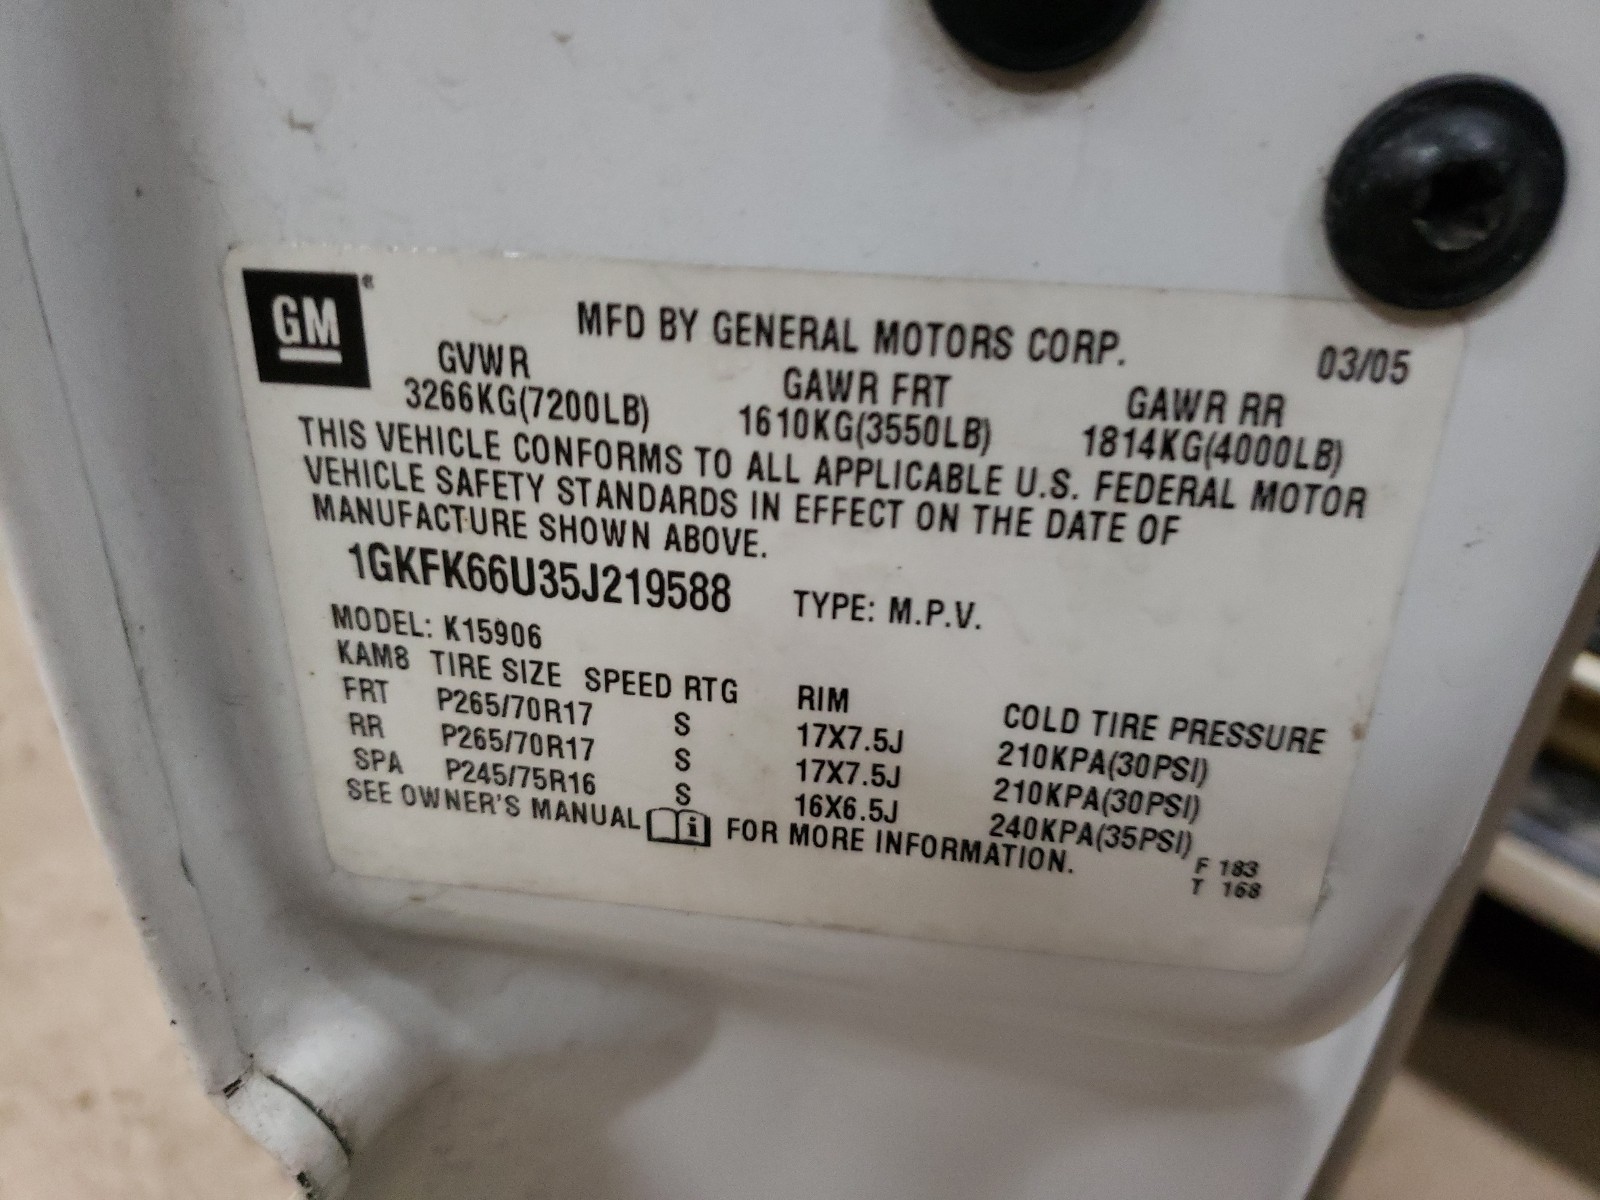 GM ®
MFD BY GENERAL MOTORS CORP. 03/05
GVWR GAWR FRT GAWR RR
3266KG(7200LB) 1610KG(3550LB) 1814KG(4000LB)
THIS VEHICLE CONFORMS TO ALL APPLICABLE U.S. FEDERAL MOTOR
VEHICLE SAFETY STANDARDS IN EFFECT ON THE DATE OF
MANUFACTURE SHOWN ABOVE.
1GKFK66U35J219588 TYPE: M.P.V.
MODEL: K15906
KAM8 TIRE SIZE SPEED RTG RIM COLD TIRE PRESSURE
FRT P265/70R17 S 17X7.5J 210KPA(30PSI)
RR P265/70R17 S 17X7.5J 210KPA(30PSI)
SPA P245/75R16 S 16X6.5J 240KPA(35PSI)
SEE OWNER'S MANUAL i FOR MORE INFORMATION.
F 183
T 168